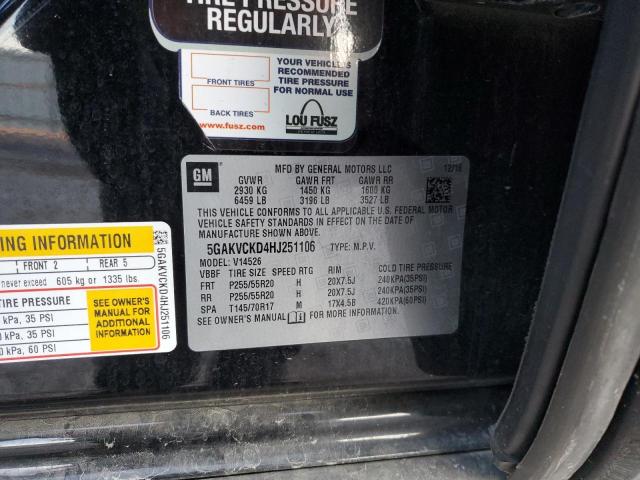 TIRE PRESSURE
REGULARLY
FRONT TIRES
BACK TIRES
www.fusz.com
YOUR VEHICLE'S
RECOMMENDED
TIRE PRESSURE
FOR NORMAL USE
LOU FUSZ
GM
MFD BY GENERAL MOTORS LLC
12/16
GVWR GAWR FRT GAWR RR
2930 KG 1450 KG 1600 KG
6459 LB 3196 LB 3527 LB
THIS VEHICLE CONFORMS TO ALL APPLICABLE U.S. FEDERAL MOTOR
VEHICLE SAFETY STANDARDS IN EFFECT ON THE DATE OF
MANUFACTURE SHOWN ABOVE.
5GAKVCKD4HJ251106 TYPE: M.P.V.
MODEL: V14526
VBBF TIRE SIZE SPEED RTG RIM COLD TIRE PRESSURE
FRT P255/55R20 H 20X7.5J 240KPA(35PSI)
RR P255/55R20 H 20X7.5J 240KPA(35PSI)
SPA T145/70R17 M 17X4.5B 420KPA(60PSI)
SEE OWNER'S MANUAL FOR MORE INFORMATION.
ING INFORMATION
FRONT 2 REAR 5
never exceed 605 kg or 1335 lbs.
RE
kPa, 35 PSI
kPa, 35 PSI
kPa, 60 PSI
SEE OWNER'S
MANUAL FOR
ADDITIONAL
INFORMATION
5GAKVCKD4HJ251106